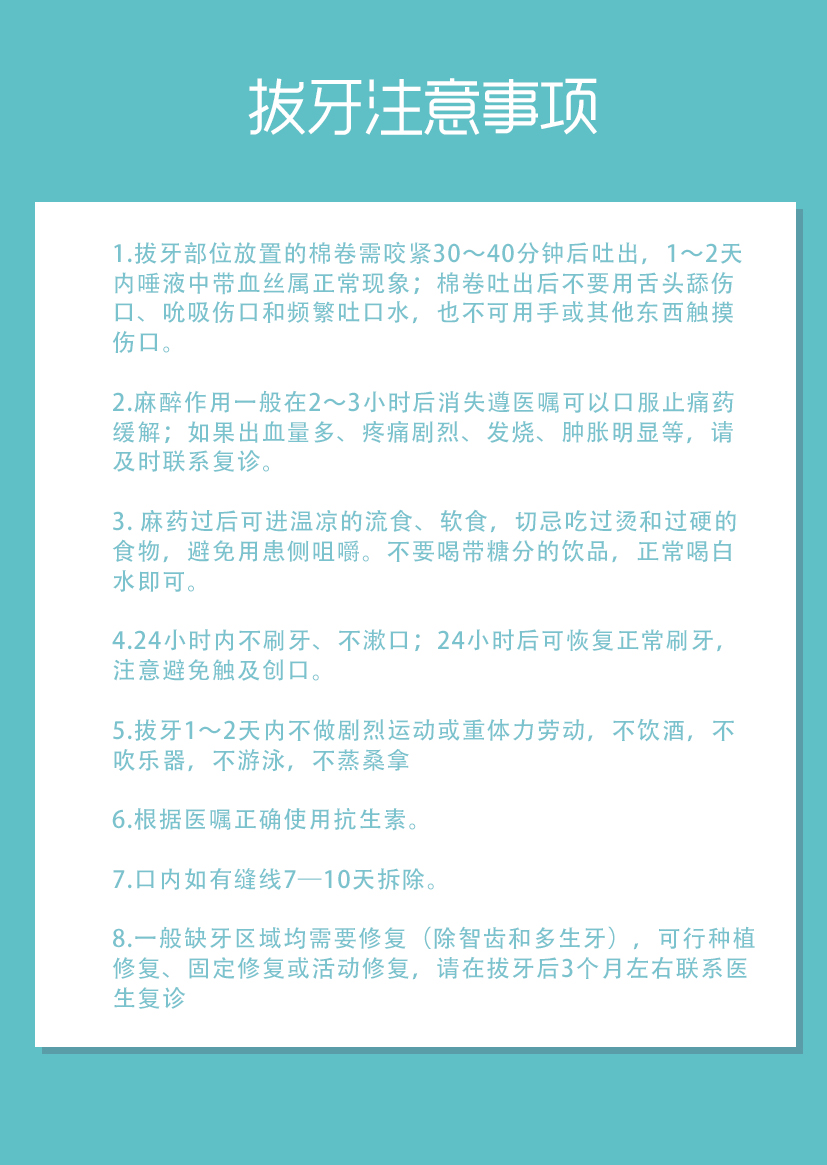 拔牙注意事项
1.拔牙部位放置的棉卷需咬紧30～40分钟后吐出，1～2天
内唾液中带血丝属正常现象；棉卷吐出后不要用舌头舔伤
口、吮吸伤口和频繁吐口水，也不可用手或其他东西触摸
伤口。
2.麻醉作用一般在2～3小时后消失遵医嘱可以口服止痛药
缓解；如果出血量多、疼痛剧烈、发烧、肿胀明显等，请
及时联系复诊。
3. 麻药过后可进温凉的流食、软食，切忌吃过烫和过硬的
食物，避免用患侧咀嚼。不要喝带糖分的饮品，正常喝白
水即可。
4.24小时内不刷牙、不漱口；24小时后可恢复正常刷牙，
注意避免触及创口。
5.拔牙1～2天内不做剧烈运动或重体力劳动，不饮酒，不
吹乐器，不游泳，不蒸桑拿
6.根据医嘱正确使用抗生素。
7.口内如有缝线7—10天拆除。
8.一般缺牙区域均需要修复（除智齿和多生牙），可行种植
修复、固定修复或活动修复，请在拔牙后3个月左右联系医
生复诊